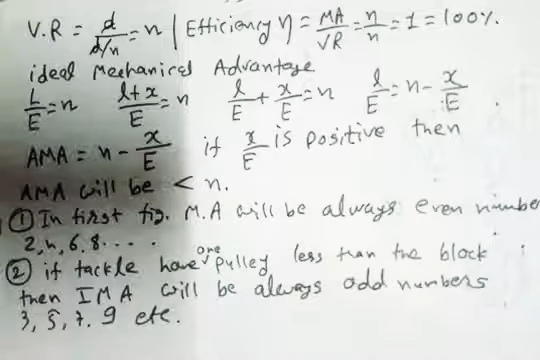 V.R = d/d/n = n | Efficiency η = MA/VR = n/n = 1 = 100%.
ideal Mechanical Advantage
L/E = n l+x/E = n l/E + x/E = n l/E = n - x/E
AMA = n - x/E if x/E is positive then
AMA will be < n.
① In first fig. M.A will be always even number
2, 4, 6, 8 ....
② if tackle have one pulley less than the block
then IMA will be always odd numbers
3, 5, 7, 9 etc.